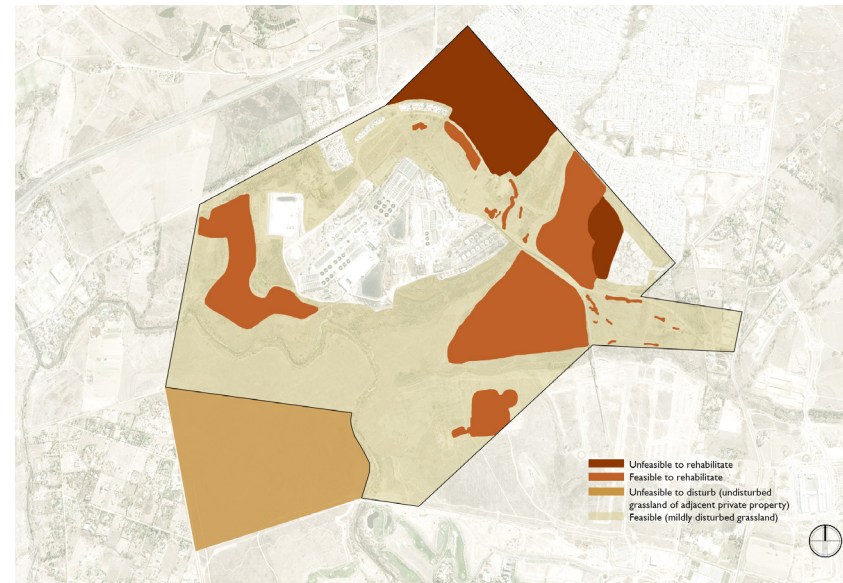 Unfeasible to rehabilitate
Feasible to rehabilitate
Unfeasible to disturb (undisturbed
grassland of adjacent private property)
Feasible (mildly disturbed grassland)